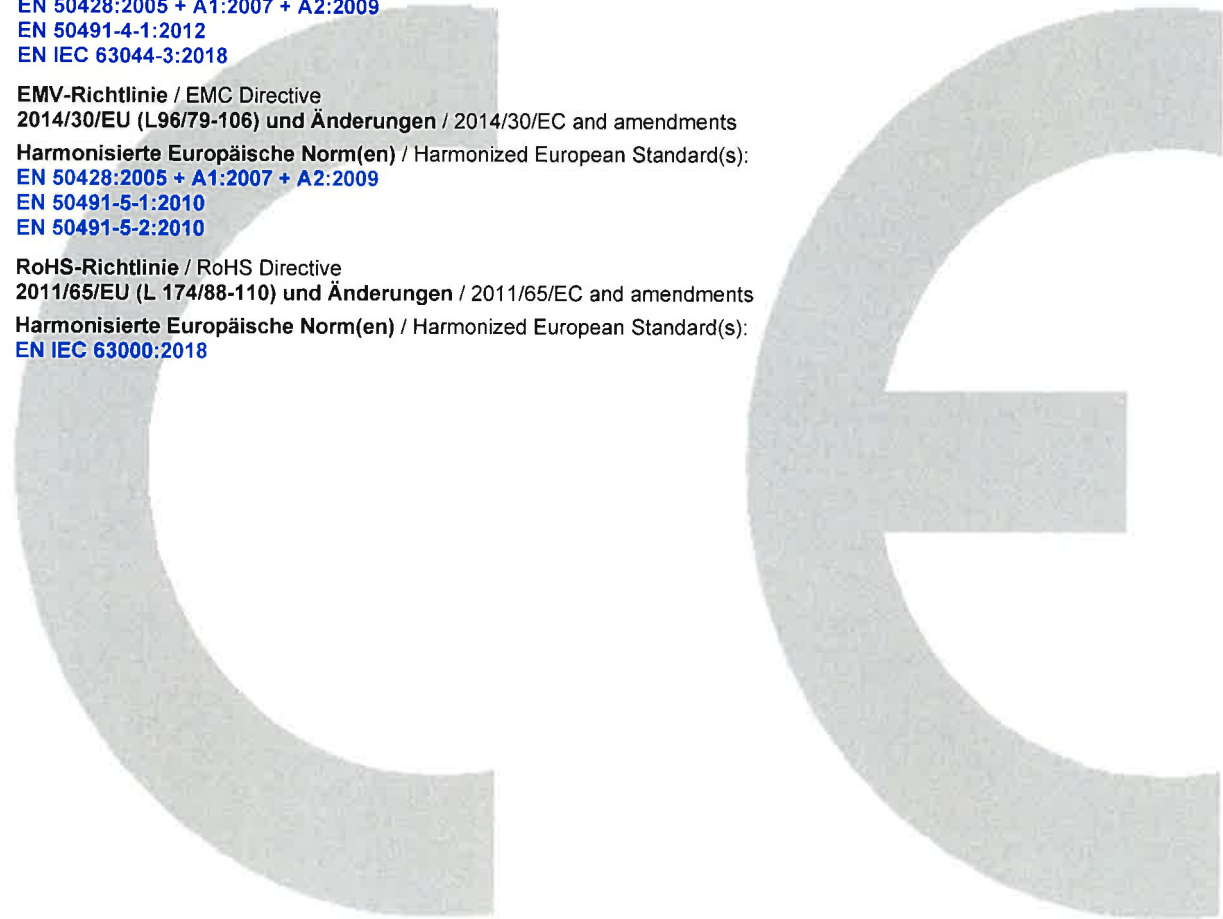 EN 50428:2005 + A1:2007 + A2:2009
EN 50491-4-1:2012
EN IEC 63044-3:2018
EMV-Richtlinie / EMC Directive
2014/30/EU (L96/79-106) und Änderungen / 2014/30/EC and amendments
Harmonisierte Europäische Norm(en) / Harmonized European Standard(s):
EN 50428:2005 + A1:2007 + A2:2009
EN 50491-5-1:2010
EN 50491-5-2:2010
RoHS-Richtlinie / RoHS Directive
2011/65/EU (L 174/88-110) und Änderungen / 2011/65/EC and amendments
Harmonisierte Europäische Norm(en) / Harmonized European Standard(s):
EN IEC 63000:2018
CE